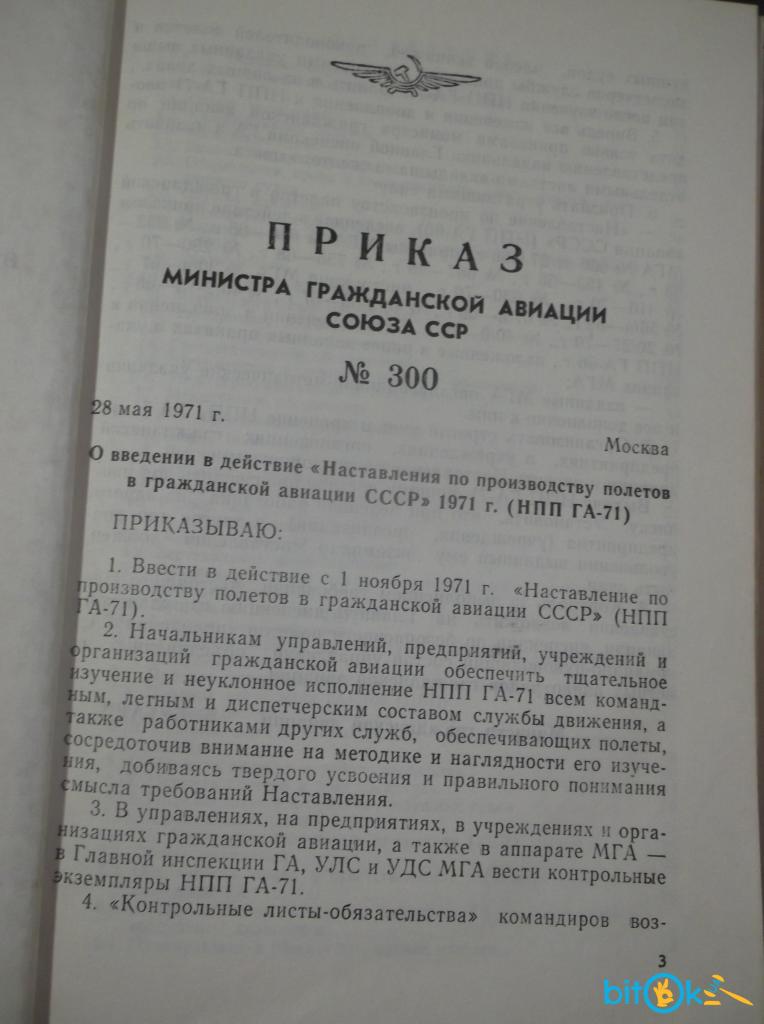 ПРИКАЗ
МИНИСТРА ГРАЖДАНСКОЙ АВИАЦИИ
СОЮЗА ССР
№ 300
28 мая 1971 г.
Москва
О введении в действие «Наставления по производству полетов
в гражданской авиации СССР» 1971 г. (НПП ГА-71)
ПРИКАЗЫВАЮ:
1. Ввести в действие с 1 ноября 1971 г. «Наставление по
производству полетов в гражданской авиации СССР» (НПП
ГА-71).
2. Начальникам управлений, предприятий, учреждений и
организаций гражданской авиации обеспечить тщательное
изучение и неуклонное исполнение НПП ГА-71 всем команд-
ным, летным и диспетчерским составом службы движения, а
также работниками других служб, обеспечивающих полеты,
сосредоточив внимание на методике и наглядности его изуче-
ния, добиваясь твердого усвоения и правильного понимания
смысла требований Наставления.
3. В управлениях, на предприятиях, в учреждениях и орга-
низациях гражданской авиации, а также в аппарате МГА —
в Главной инспекции ГА, УЛС и УДС МГА вести контрольные
экземпляры НПП ГА-71.
4. «Контрольные листы-обязательства» командиров воз-
3
bitok